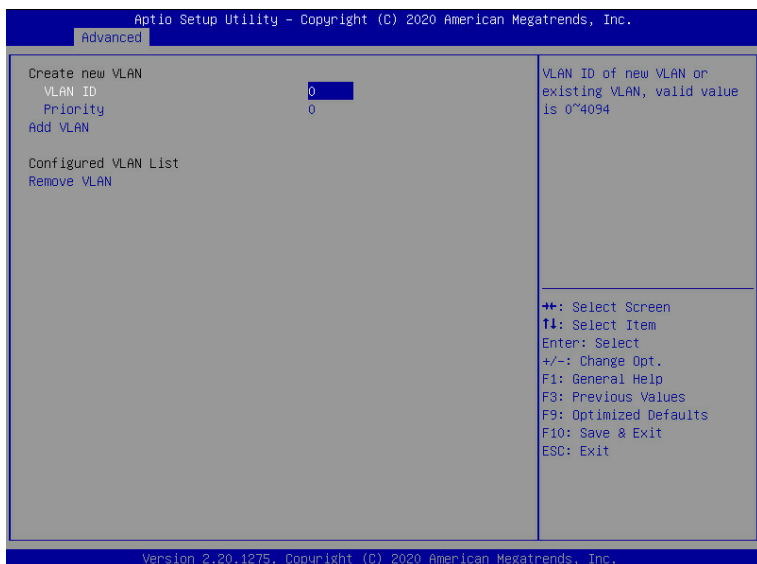 Aptio Setup Utility – Copyright (C) 2020 American Megatrends, Inc.
Advanced
Create new VLAN
VLAN ID 0
Priority 0
Add VLAN
Configured VLAN List
Remove VLAN
VLAN ID of new VLAN or
existing VLAN, valid value
is 0~4094
→←: Select Screen
↑↓: Select Item
Enter: Select
+/-: Change Opt.
F1: General Help
F3: Previous Values
F9: Optimized Defaults
F10: Save & Exit
ESC: Exit
Version 2.20.1275. Copyright (C) 2020 American Megatrends, Inc.